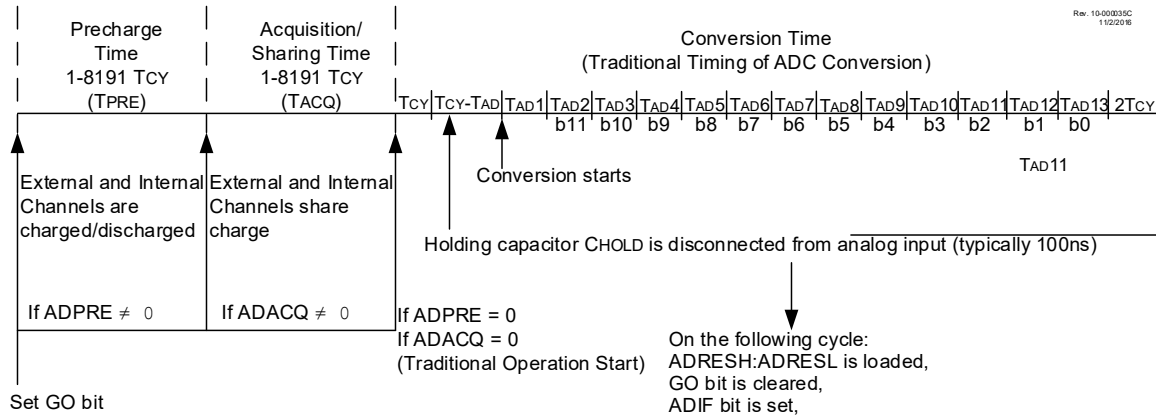 Rev. 10-000035C
11/2/2016
Precharge
Time
1-8191 TCY
(TPRE)
Acquisition/
Sharing Time
1-8191 TCY
(TACQ)
Conversion Time
(Traditional Timing of ADC Conversion)
TCY TCY-TAD TAD1 TAD2 TAD3 TAD4 TAD5 TAD6 TAD7 TAD8 TAD9 TAD10 TAD11 TAD12 TAD13 2TCY
b11 b10 b9 b8 b7 b6 b5 b4 b3 b2 b1 b0
TAD11
Conversion starts
External and Internal
Channels are
charged/discharged
External and Internal
Channels share
charge
Holding capacitor CHOLD is disconnected from analog input (typically 100ns)
If ADPRE ≠ 0
If ADACQ ≠ 0
If ADPRE = 0
If ADACQ = 0
(Traditional Operation Start)
On the following cycle:
ADRESH:ADRESL is loaded,
GO bit is cleared,
ADIF bit is set,
Set GO bit